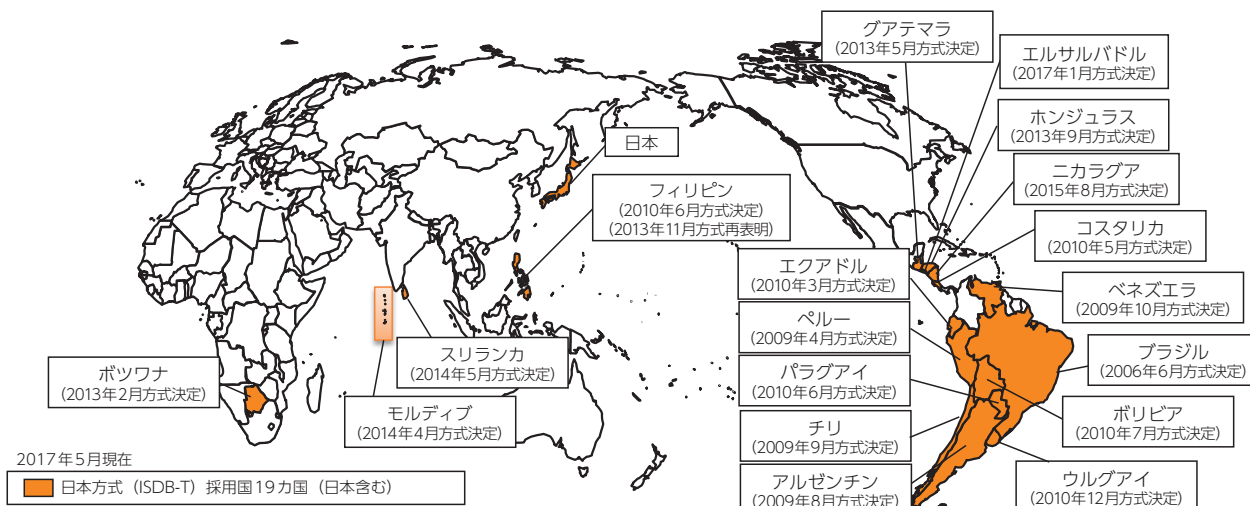 グアテマラ
(2013年5月方式決定)
エルサルバドル
(2017年1月方式決定)
ホンジュラス
(2013年9月方式決定)
日本
ニカラグア
(2015年8月方式決定)
フィリピン
(2010年6月方式決定)
(2013年11月方式再表明)
コスタリカ
(2010年5月方式決定)
エクアドル
(2010年3月方式決定)
ベネズエラ
(2009年10月方式決定)
ペルー
(2009年4月方式決定)
スリランカ
(2014年5月方式決定)
ブラジル
(2006年6月方式決定)
ボツワナ
(2013年2月方式決定)
パラグアイ
(2010年6月方式決定)
モルディブ
(2014年4月方式決定)
ボリビア
(2010年7月方式決定)
チリ
(2009年9月方式決定)
アルゼンチン
(2009年8月方式決定)
ウルグアイ
(2010年12月方式決定)
2017年5月現在
日本方式(ISDB-T)採用国19カ国(日本含む)